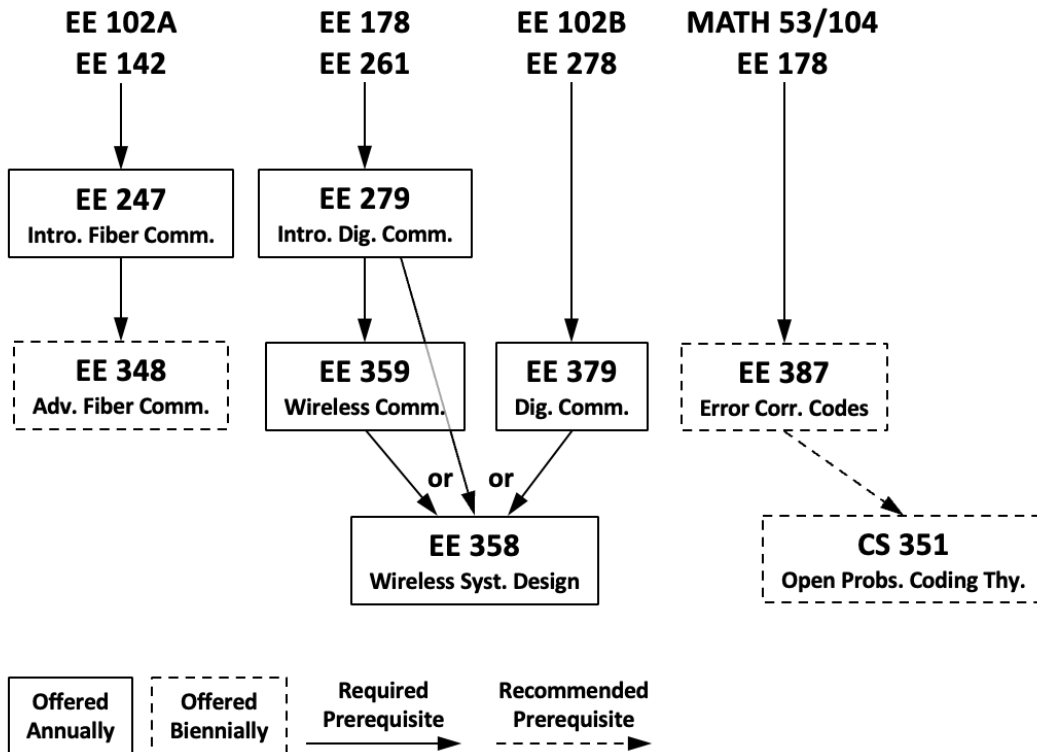 EE 102A
EE 142
EE 178
EE 261
EE 102B
EE 278
MATH 53/104
EE 178
EE 247
Intro. Fiber Comm.
EE 279
Intro. Dig. Comm.
EE 348
Adv. Fiber Comm.
EE 359
Wireless Comm.
EE 379
Dig. Comm.
EE 387
Error Corr. Codes
or
or
EE 358
Wireless Syst. Design
CS 351
Open Probs. Coding Thy.
Offered
Annually
Offered
Biennially
Required
Prerequisite
Recommended
Prerequisite